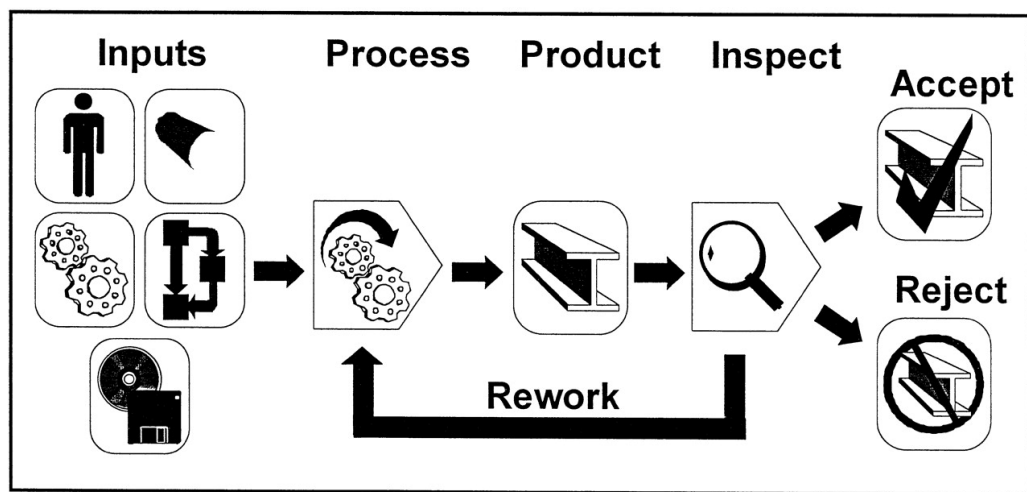 Inputs
Process
Product
Inspect
Accept
Reject
Rework